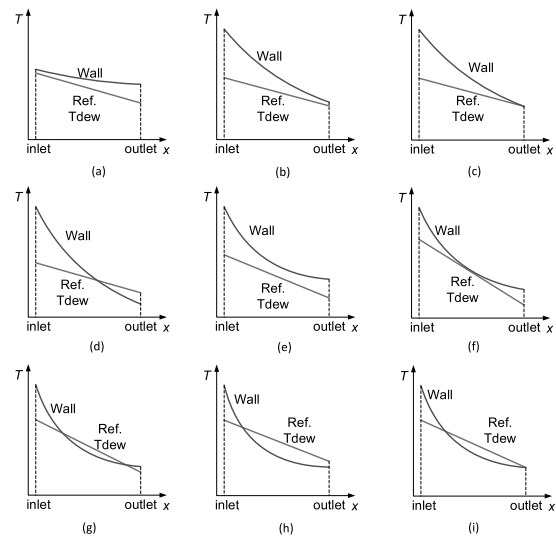 T
Wall
Ref.
Tdew
inlet
outlet x
(a)
T
Wall
Ref.
Tdew
inlet
outlet x
(b)
T
Wall
Ref.
Tdew
inlet
outlet x
(c)
T
Wall
Ref.
Tdew
inlet
outlet x
(d)
T
Wall
Ref.
Tdew
inlet
outlet x
(e)
T
Wall
Ref.
Tdew
inlet
outlet x
(f)
T
Wall
Ref.
Tdew
inlet
outlet x
(g)
T
Wall
Ref.
Tdew
inlet
outlet x
(h)
T
Wall
Ref.
Tdew
inlet
outlet x
(i)